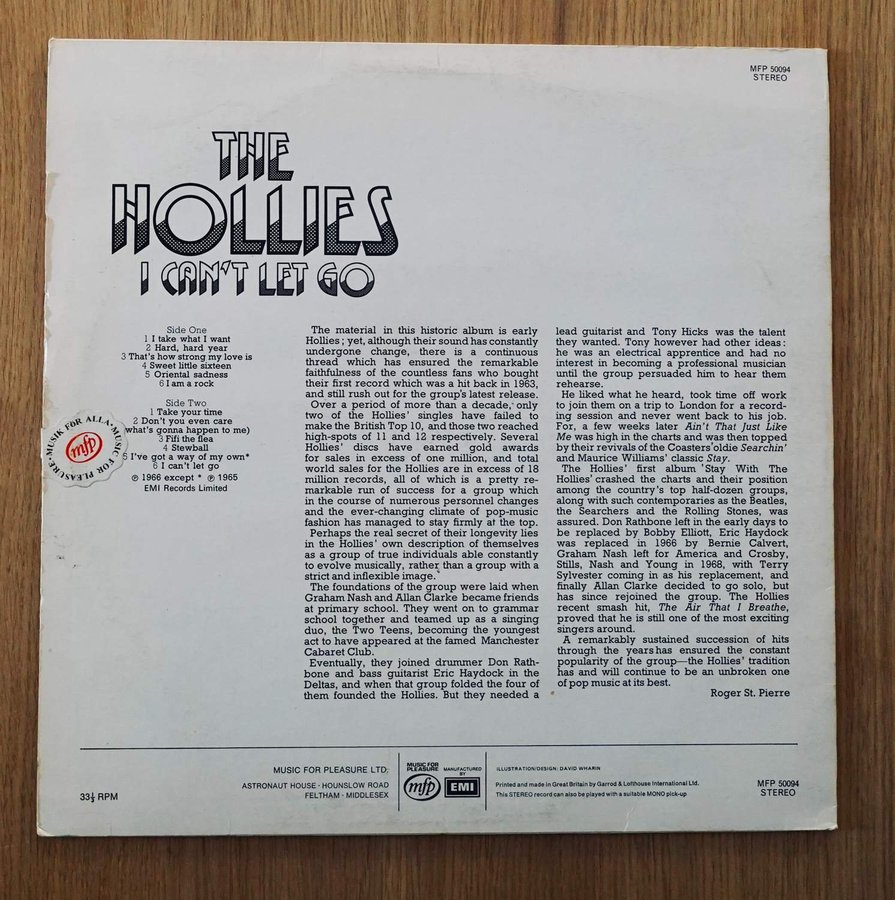 MFP 50094
STEREO
THE
HOLLIES
I CAN'T LET GO
Side One
1 I take what I want
2 Hard, hard year
3 That's how strong my love is
4 Sweet little sixteen
5 Oriental sadness
6 I am a rock
Side Two
1 Take your time
2 Don't you even care
(what's gonna happen to me)
3 Fifi the flea
4 Stewball
5 I've got a way of my own*
6 I can't let go
℗ 1966 except * ℗ 1965
EMI Records Limited
MUSIK FOR ALLA · MUSIC FOR PLEASURE ·
mfp
The material in this historic album is early
Hollies; yet, although their sound has constantly
undergone change, there is a continuous
thread which has ensured the remarkable
faithfulness of the countless fans who bought
their first record which was a hit back in 1963,
and still rush out for the group's latest release.
Over a period of more than a decade, only
two of the Hollies' singles have failed to
make the British Top 10, and those two reached
high-spots of 11 and 12 respectively. Several
Hollies' discs have earned gold awards
for sales in excess of one million, and total
world sales for the Hollies are in excess of 18
million records, all of which is a pretty re-
markable run of success for a group which
in the course of numerous personnel changes
and the ever-changing climate of pop-music
fashion has managed to stay firmly at the top.
Perhaps the real secret of their longevity lies
in the Hollies' own description of themselves
as a group of true individuals able constantly
to evolve musically, rather than a group with a
strict and inflexible image.
The foundations of the group were laid when
Graham Nash and Allan Clarke became friends
at primary school. They went on to grammar
school together and teamed up as a singing
duo, the Two Teens, becoming the youngest
act to have appeared at the famed Manchester
Cabaret Club.
Eventually, they joined drummer Don Rath-
bone and bass guitarist Eric Haydock in the
Deltas, and when that group folded the four of
them founded the Hollies. But they needed a
lead guitarist and Tony Hicks was the talent
they wanted. Tony however had other ideas:
he was an electrical apprentice and had no
interest in becoming a professional musician
until the group persuaded him to hear them
rehearse.
He liked what he heard, took time off work
to join them on a trip to London for a record-
ing session and never went back to his job.
For, a few weeks later Ain't That Just Like
Me was high in the charts and was then topped
by their revivals of the Coasters' oldie Searchin'
and Maurice Williams' classic Stay.
The Hollies' first album 'Stay With The
Hollies' crashed the charts and their position
among the country's top half-dozen groups,
along with such contemporaries as the Beatles,
the Searchers and the Rolling Stones, was
assured. Don Rathbone left in the early days to
be replaced by Bobby Elliott, Eric Haydock
was replaced in 1966 by Bernie Calvert,
Graham Nash left for America and Crosby,
Stills, Nash and Young in 1968, with Terry
Sylvester coming in as his replacement, and
finally Allan Clarke decided to go solo, but
has since rejoined the group. The Hollies
recent smash hit, The Air That I Breathe,
proved that he is still one of the most exciting
singers around.
A remarkably sustained succession of hits
through the years has ensured the constant
popularity of the group—the Hollies' tradition
has and will continue to be an unbroken one
of pop music at its best.
Roger St. Pierre
33⅓ RPM
MUSIC FOR PLEASURE LTD.
ASTRONAUT HOUSE · HOUNSLOW ROAD
FELTHAM · MIDDLESEX
MUSIC FOR
PLEASURE
mfp
MANUFACTURED
BY
EMI
ILLUSTRATION/DESIGN: DAVID WHARIN
Printed and made in Great Britain by Garrod & Lofthouse International Ltd.
This STEREO record can also be played with a suitable MONO pick-up
MFP 50094
STEREO